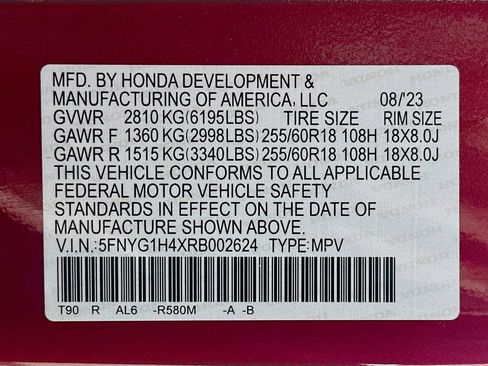 MFD. BY HONDA DEVELOPMENT &
MANUFACTURING OF AMERICA, LLC 08/'23
GVWR 2810 KG(6195LBS) TIRE SIZE RIM SIZE
GAWR F 1360 KG(2998LBS) 255/60R18 108H 18X8.0J
GAWR R 1515 KG(3340LBS) 255/60R18 108H 18X8.0J
THIS VEHICLE CONFORMS TO ALL APPLICABLE
FEDERAL MOTOR VEHICLE SAFETY
STANDARDS IN EFFECT ON THE DATE OF
MANUFACTURE SHOWN ABOVE.
V.I.N.:5FNYG1H4XRB002624 TYPE:MPV
T90 R AL6 -R580M -A -B